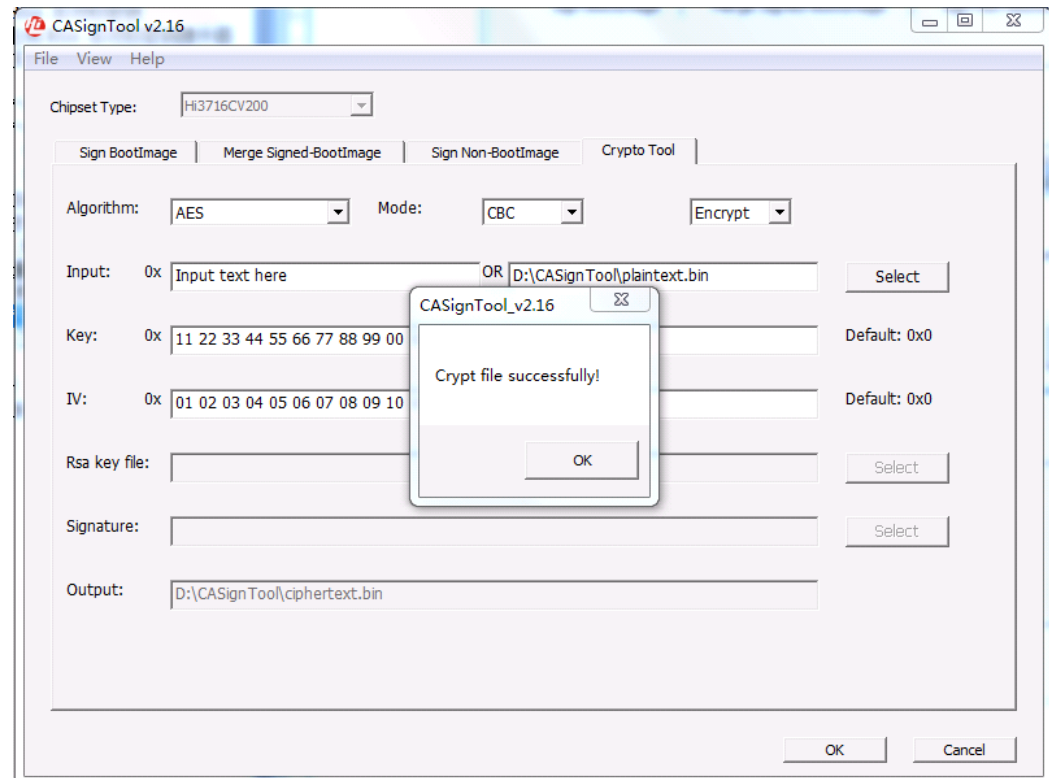 CASignTool v2.16
File View Help
Chipset Type: Hi3716CV200
Sign BootImage Merge Signed-BootImage Sign Non-BootImage Crypto Tool
Algorithm: AES Mode: CBC Encrypt
Input: 0x Input text here OR D:\CASignTool\plaintext.bin Select
CASignTool_v2.16
Key: 0x 11 22 33 44 55 66 77 88 99 00 Default: 0x0
Crypt file successfully!
IV: 0x 01 02 03 04 05 06 07 08 09 10 Default: 0x0
OK
Rsa key file: Select
Signature: Select
Output: D:\CASignTool\ciphertext.bin
OK Cancel